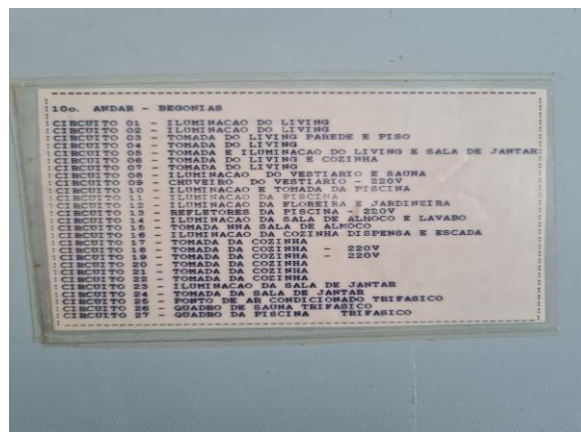 10o. ANDAR - BEGONIAS
CIRCUITO 01 - ILUMINACAO DO LIVING
CIRCUITO 02 - ILUMINACAO DO LIVING
CIRCUITO 03 - TOMADA DO LIVING PAREDE E PISO
CIRCUITO 04 - TOMADA DO LIVING
CIRCUITO 05 - TOMADA E ILUMINACAO DO LIVING E SALA DE JANTAR
CIRCUITO 06 - TOMADA DO LIVING E COZINHA
CIRCUITO 07 - TOMADA DO LIVING
CIRCUITO 08 - ILUMINACAO DO VESTIARIO E SAUNA
CIRCUITO 09 - CHUVEIRO DO VESTIARIO - 220V
CIRCUITO 10 - ILUMINACAO E TOMADA DA PISCINA
CIRCUITO 11 - ILUMINACAO DA PISCINA
CIRCUITO 12 - ILUMINACAO DA FLOREIRA E JARDINEIRA
CIRCUITO 13 - REFLETORES DA PISCINA - 220V
CIRCUITO 14 - ILUMINACAO DA SALA DE ALMOCO E LAVABO
CIRCUITO 15 - TOMADA NNA SALA DE ALMOCO
CIRCUITO 16 - ILUMINACAO DA COZINHA DISPENSA E ESCADA
CIRCUITO 17 - TOMADA DA COZINHA
CIRCUITO 18 - TOMADA DA COZINHA - 220V
CIRCUITO 19 - TOMADA DA COZINHA - 220V
CIRCUITO 20 - TOMADA DA COZINHA
CIRCUITO 21 - TOMADA DA COZINHA
CIRCUITO 22 - TOMADA DA COZINHA
CIRCUITO 23 - ILUMINACAO DA SALA DE JANTAR
CIRCUITO 24 - TOMADA DA SALA DE JANTAR
CIRCUITO 25 - PONTO DE AR CONDICIONADO TRIFASICO
CIRCUITO 26 - QUADRO DE SAUNA TRIFASICO
CIRCUITO 27 - QUADRO DA PISCINA TRIFASICO